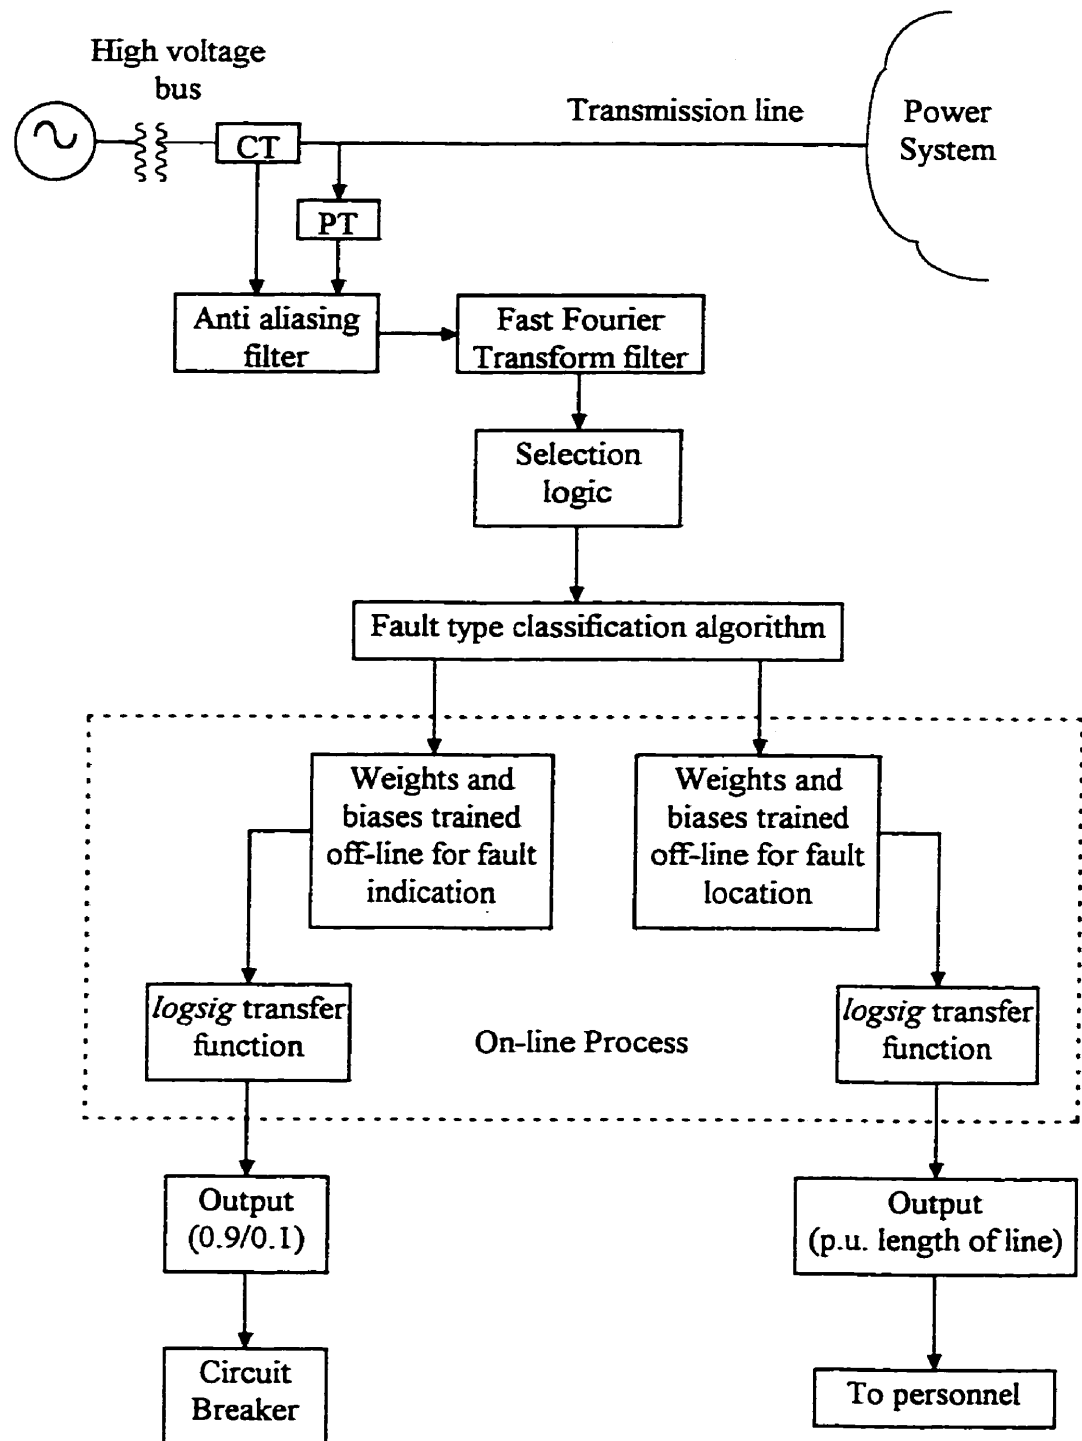 High voltage
bus
Transmission line
Power
System
CT
PT
Anti aliasing
filter
Fast Fourier
Transform filter
Selection
logic
Fault type classification algorithm
Weights and
biases trained
off-line for fault
indication
Weights and
biases trained
off-line for fault
location
logsig transfer
function
On-line Process
logsig transfer
function
Output
(0.9/0.1)
Output
(p.u. length of line)
Circuit
Breaker
To personnel